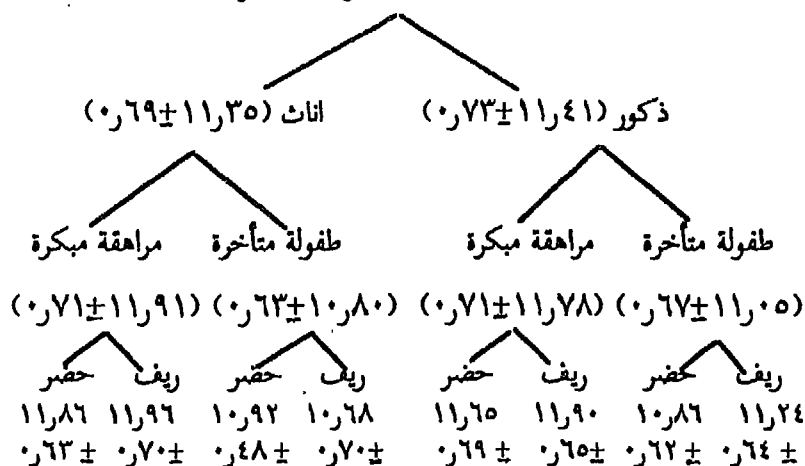 ذكور (١١٫٤١±٠٫٧٣) اناث (١١٫٣٥±٠٫٦٩)
طفولة متأخرة مراهقة مبكرة طفولة متأخرة مراهقة مبكرة
(١١٫٠٥±٠٫٦٧) (١١٫٧٨±٠٫٧١) (١٠٫٨٠±٠٫٦٣) (١١٫٩١±٠٫٧١)
ريف حضر ريف حضر ريف حضر ريف حضر
١١٫٢٤ ١٠٫٨٦ ١١٫٩٠ ١١٫٦٥ ١٠٫٦٨ ١٠٫٩٢ ١١٫٩٦ ١١٫٨٦
± ٠٫٦٤ ± ٠٫٦٢ ±٠٫٦٥ ± ٠٫٦٩ ±٠٫٧٠ ± ٠٫٤٨ ± ٠٫٧٠ ± ٠٫٦٣